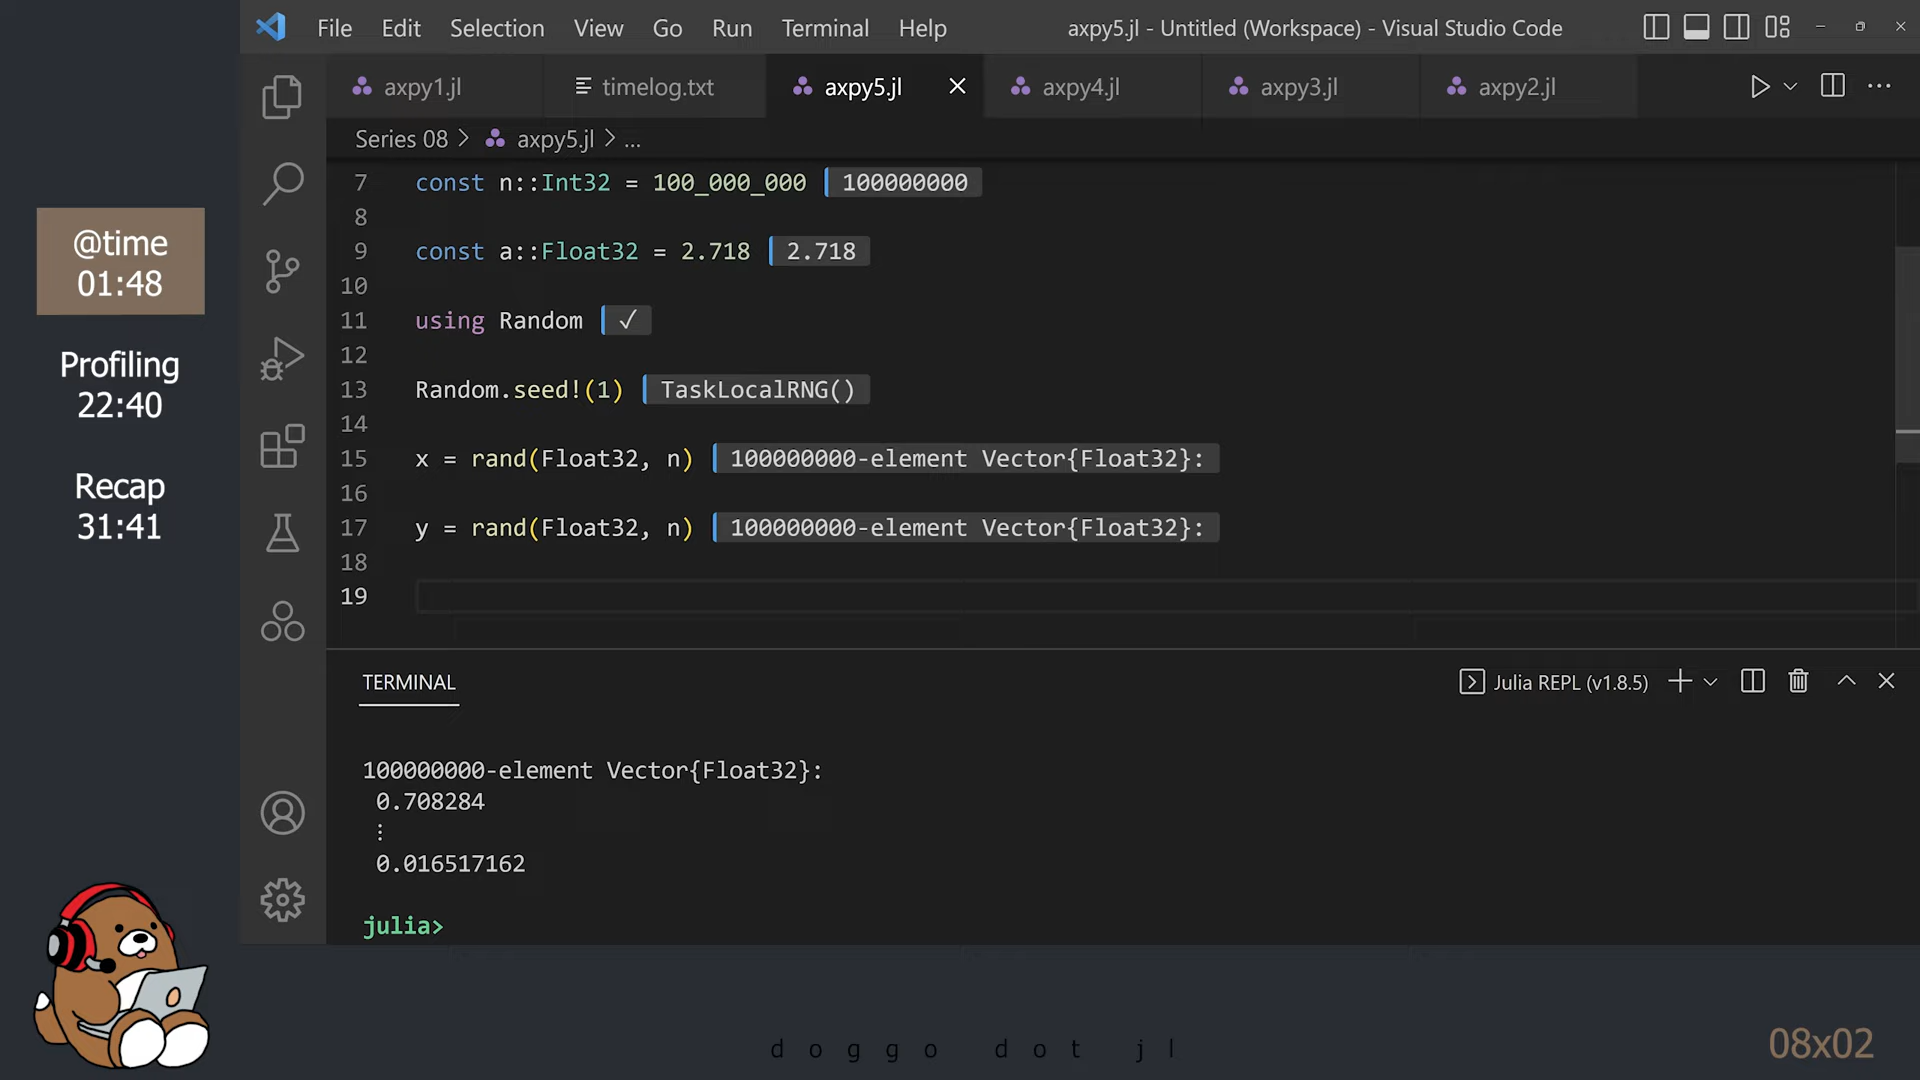 File Edit Selection View Go Run Terminal Help axpy5.jl - Untitled (Workspace) - Visual Studio Code
axpy1.jl timelog.txt axpy5.jl axpy4.jl axpy3.jl axpy2.jl
Series 08 > axpy5.jl > ...
@time
01:48
Profiling
22:40
Recap
31:41
7 const n::Int32 = 100_000_000 100000000
8
9 const a::Float32 = 2.718 2.718
10
11 using Random ✓
12
13 Random.seed!(1) TaskLocalRNG()
14
15 x = rand(Float32, n) 100000000-element Vector{Float32}:
16
17 y = rand(Float32, n) 100000000-element Vector{Float32}:
18
19
TERMINAL Julia REPL (v1.8.5)
100000000-element Vector{Float32}:
0.708284
⋮
0.016517162
julia>
doggo dot jl
08x02